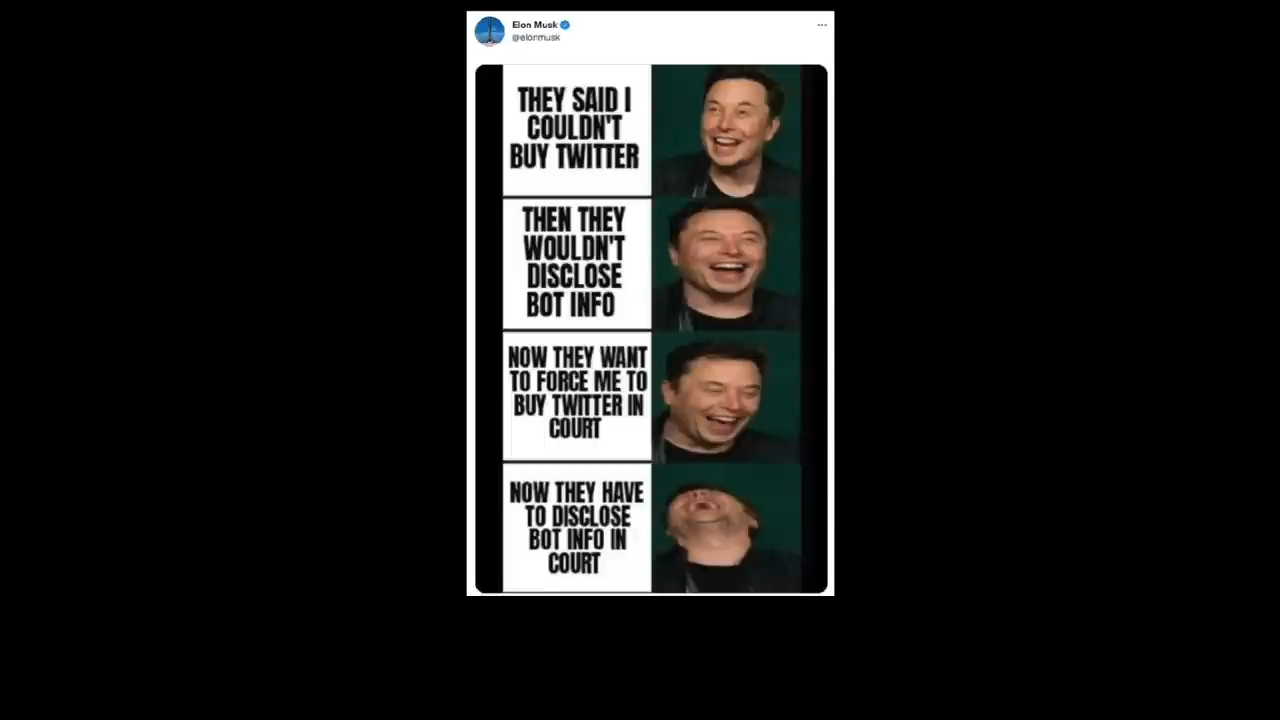 Elon Musk
@elonmusk
THEY SAID I
COULDN'T
BUY TWITTER
THEN THEY
WOULDN'T
DISCLOSE
BOT INFO
NOW THEY WANT
TO FORCE ME TO
BUY TWITTER IN
COURT
NOW THEY HAVE
TO DISCLOSE
BOT INFO IN
COURT